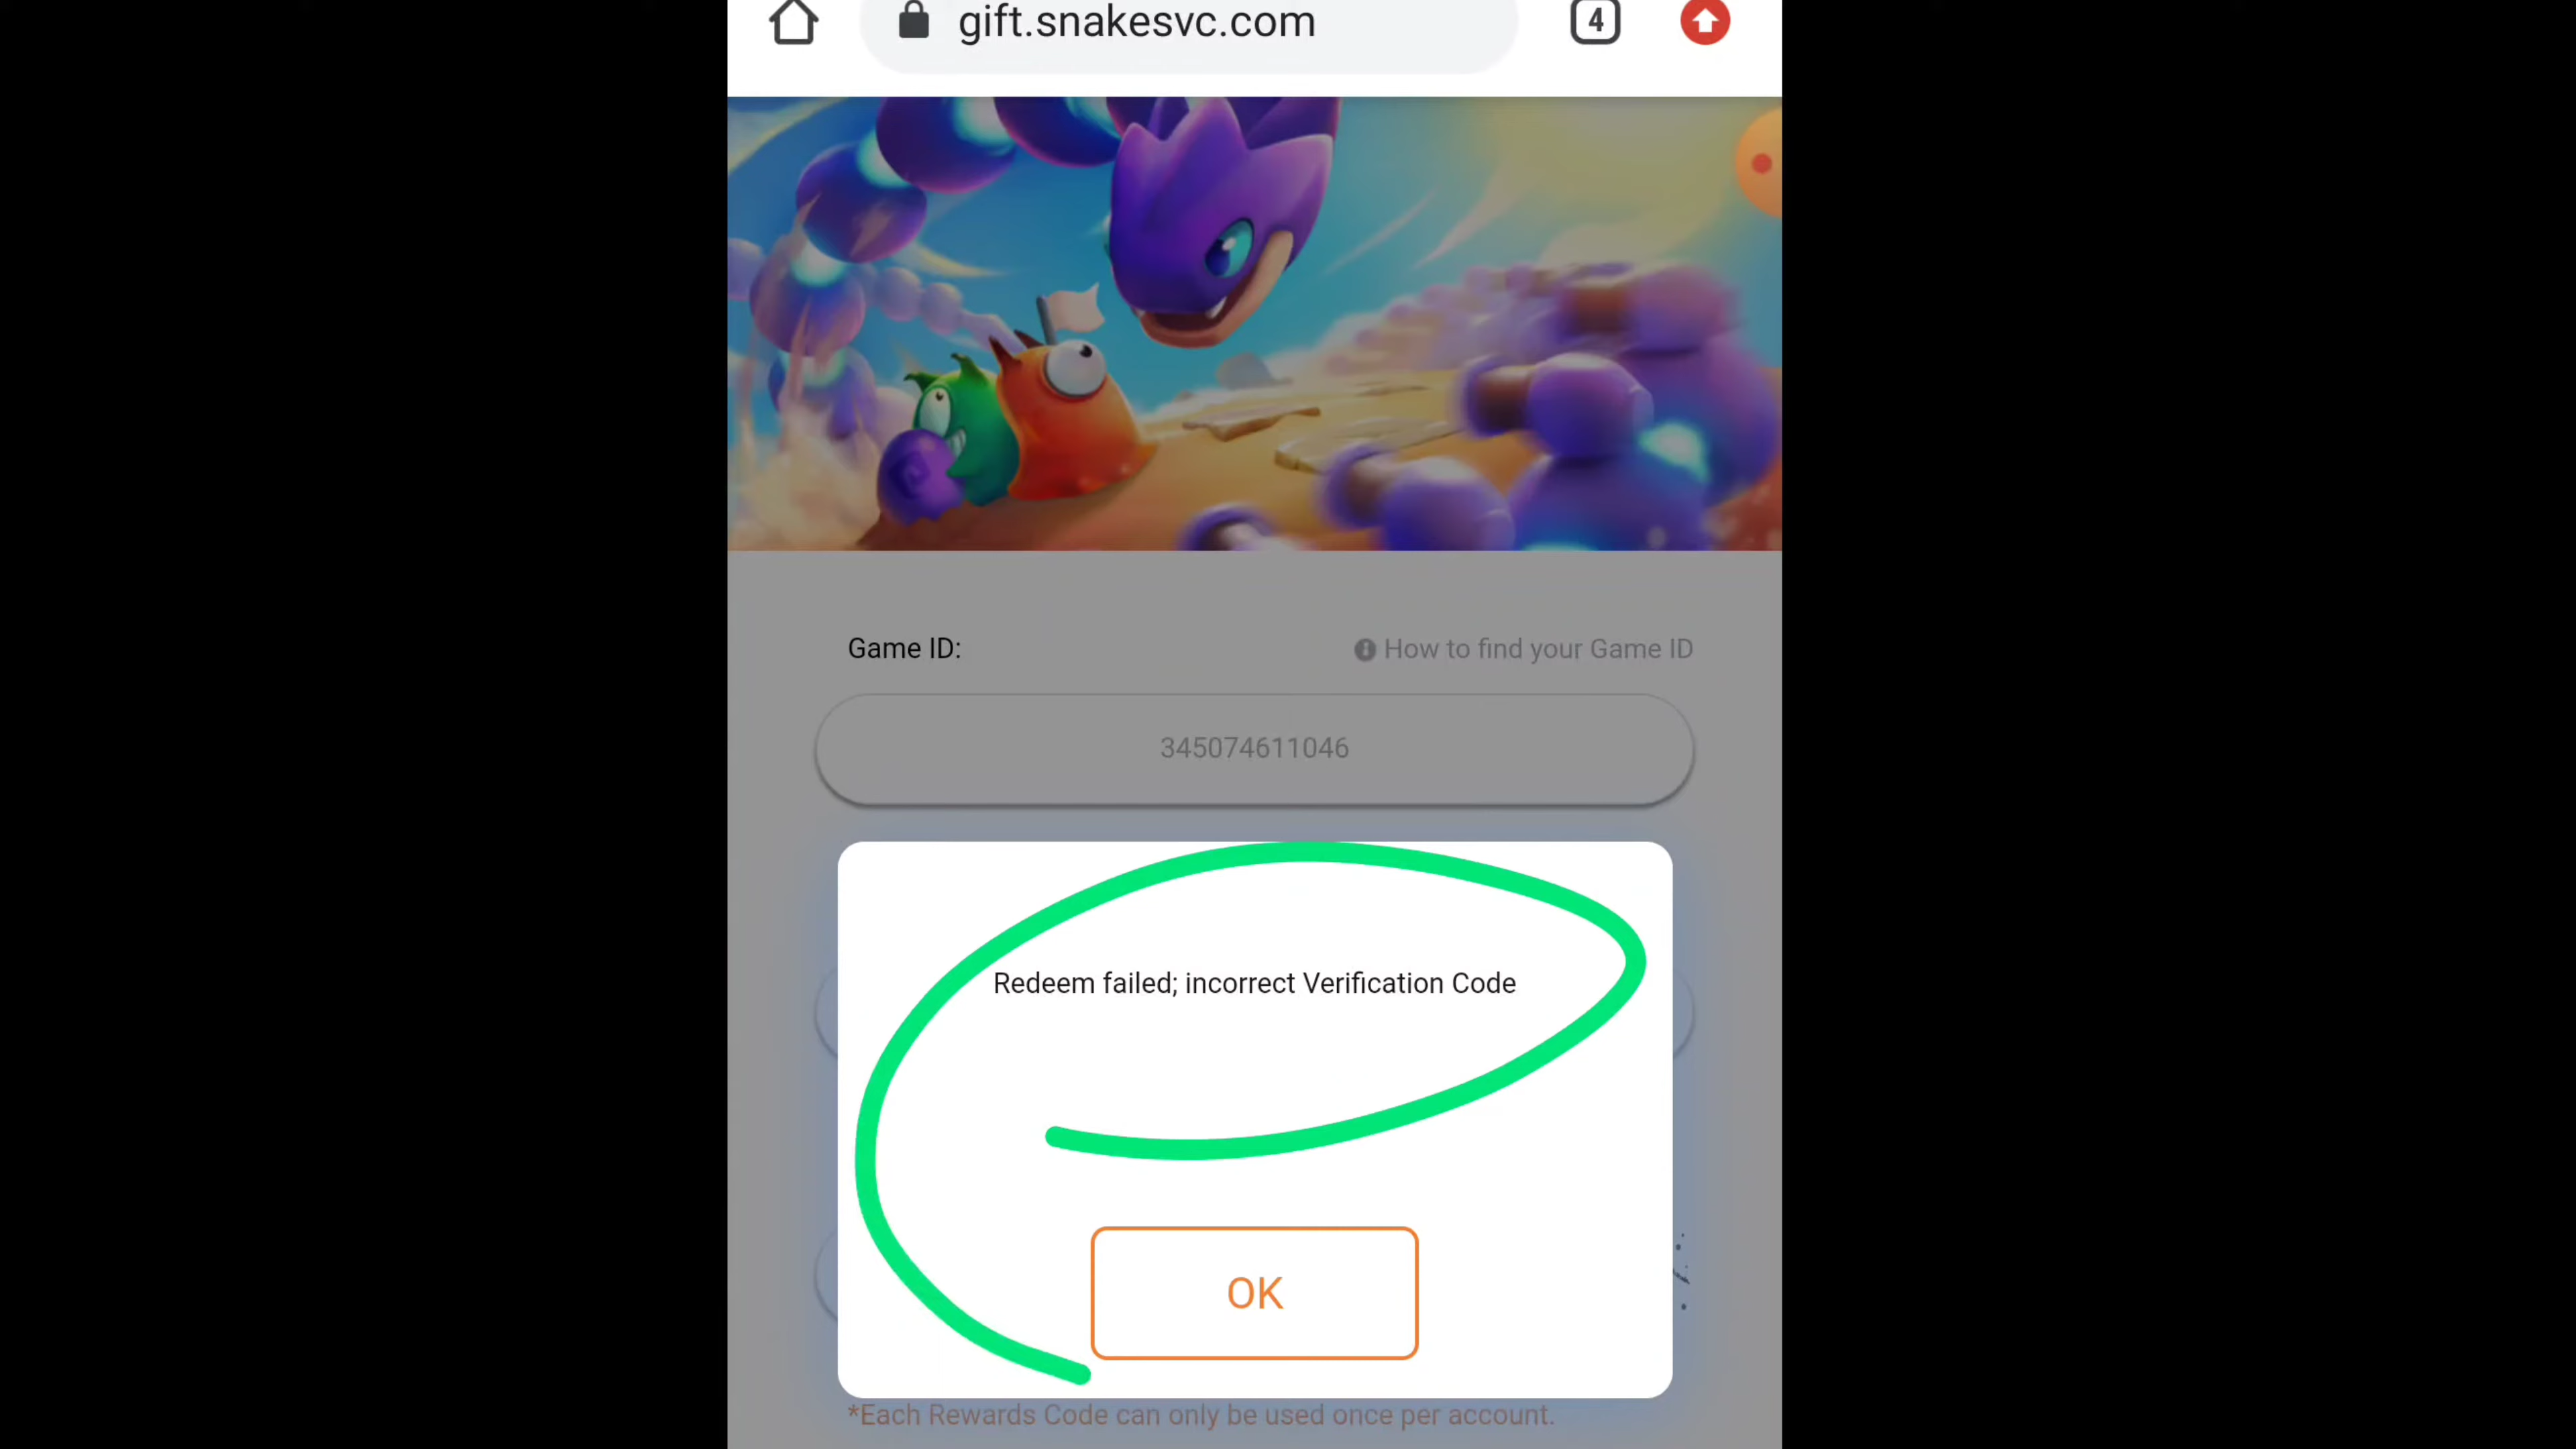 gift.snakesvc.com
4
Game ID:
How to find your Game ID
345074611046
Redeem failed; incorrect Verification Code
OK
*Each Rewards Code can only be used once per account.